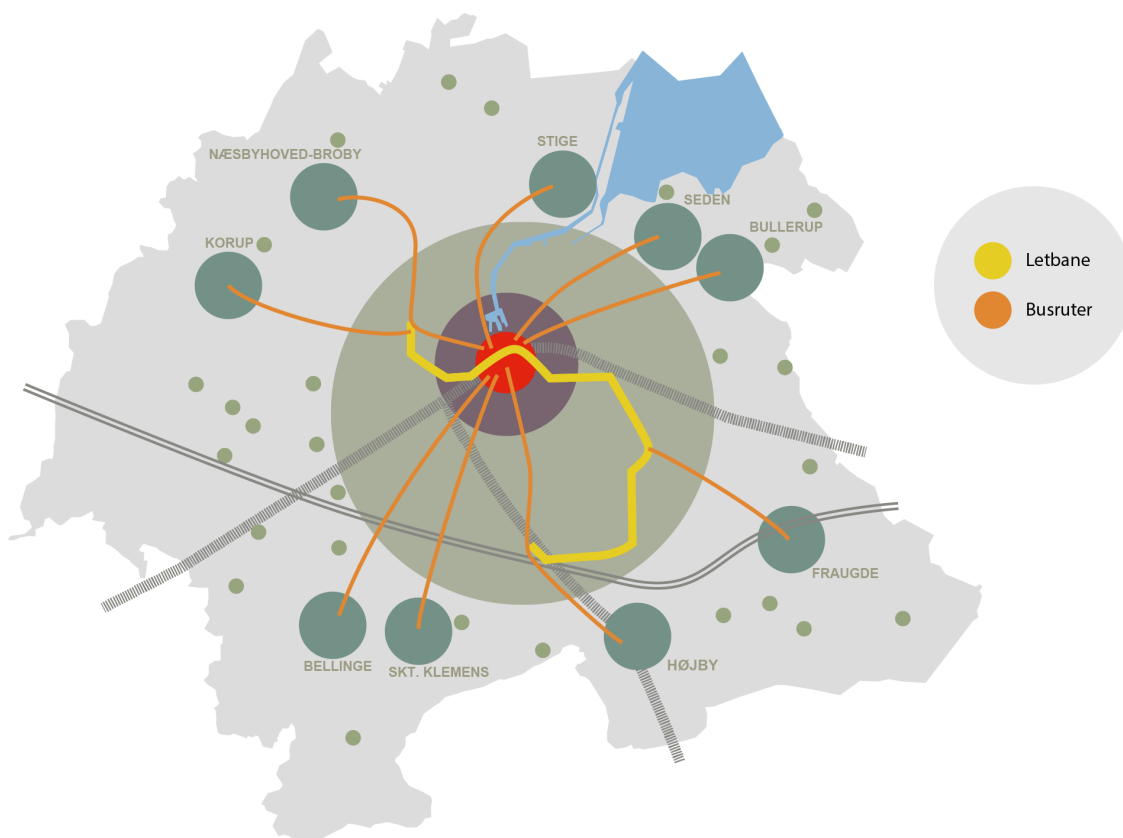 STIGE
NÆSBYHOVED-BROBY
SEDEN
BULLERUP
KORUP
Letbane
Busruter
FRAUGDE
BELLINGE
SKT. KLEMENS
HØJBY